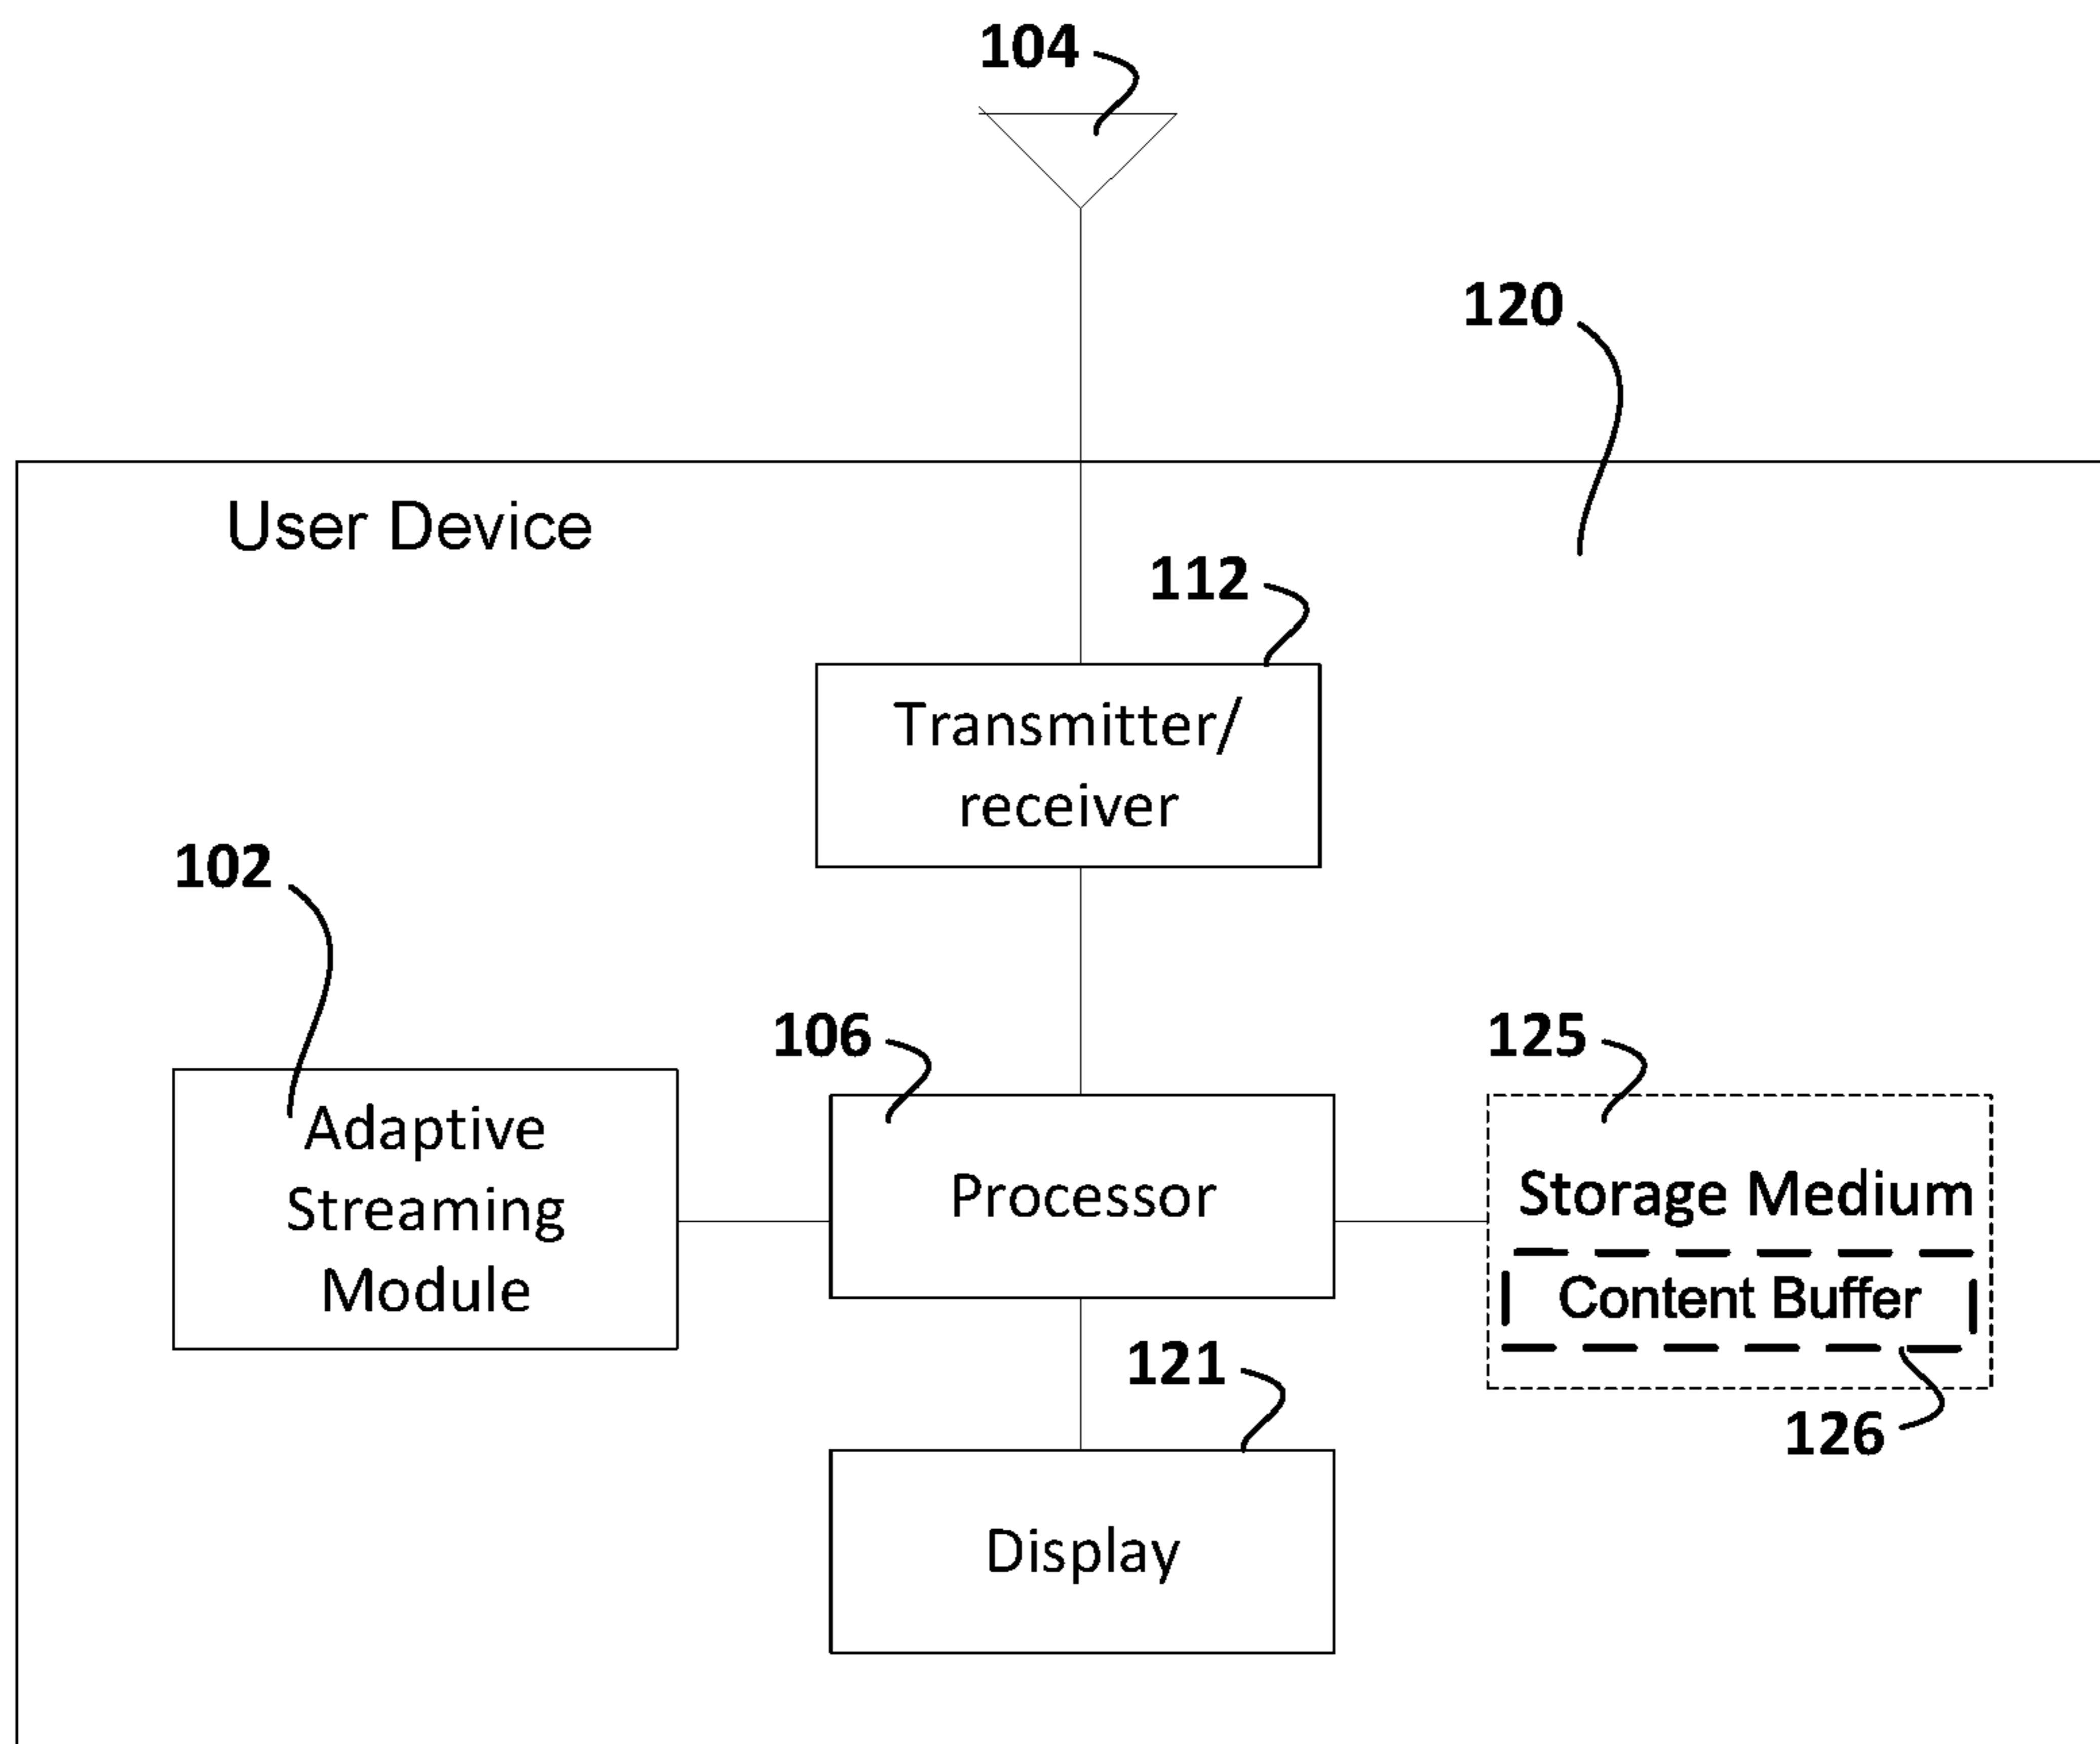 104
120
User Device
112
Transmitter/
receiver
102
106
125
Adaptive
Streaming
Module
Processor
Storage Medium
Content Buffer
121
126
Display